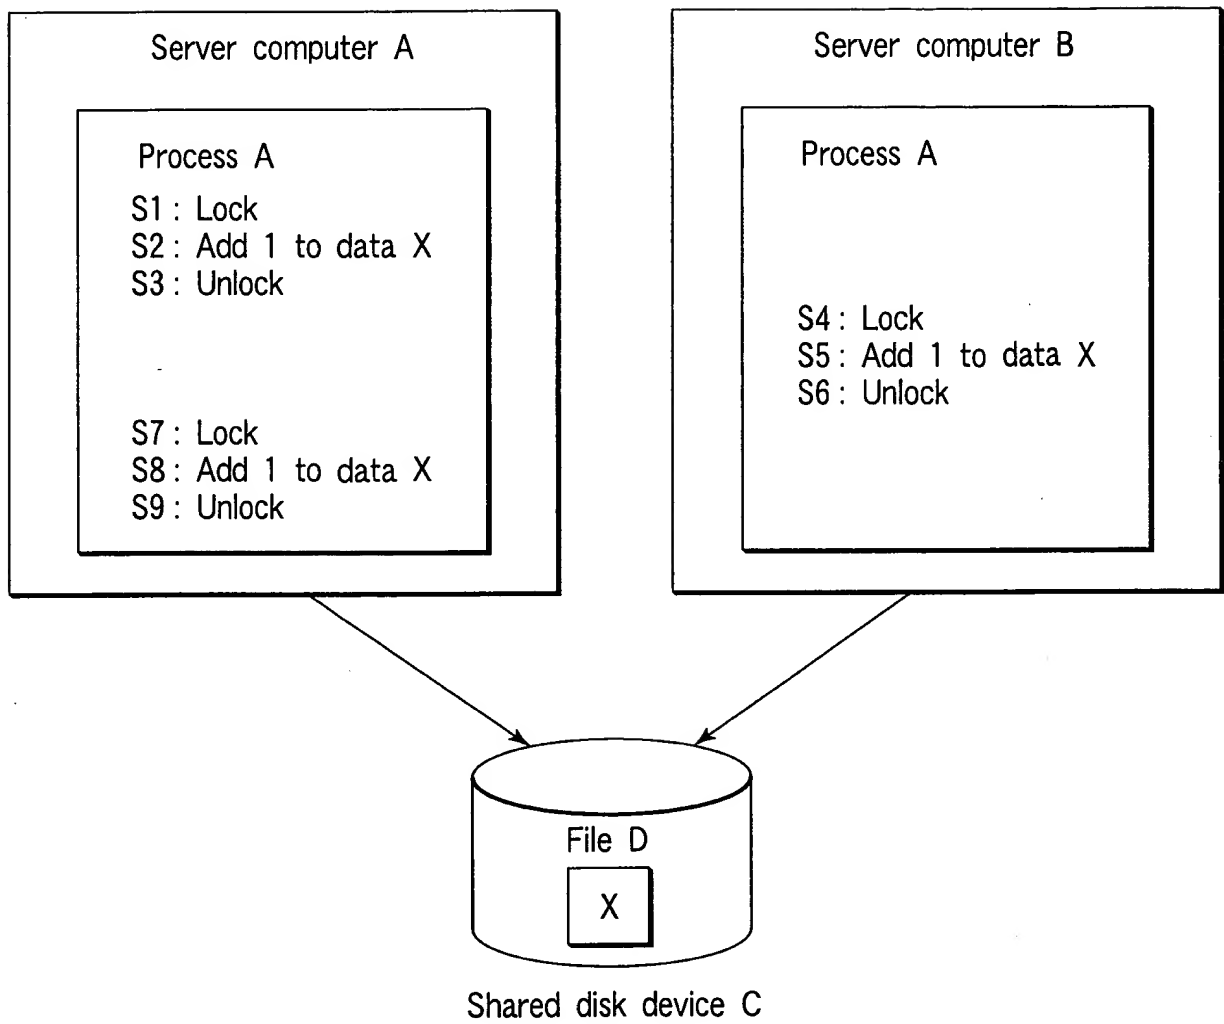 Server computer A
Process A
S1 : Lock
S2 : Add 1 to data X
S3 : Unlock
S7 : Lock
S8 : Add 1 to data X
S9 : Unlock
Server computer B
Process A
S4 : Lock
S5 : Add 1 to data X
S6 : Unlock
File D
X
Shared disk device C